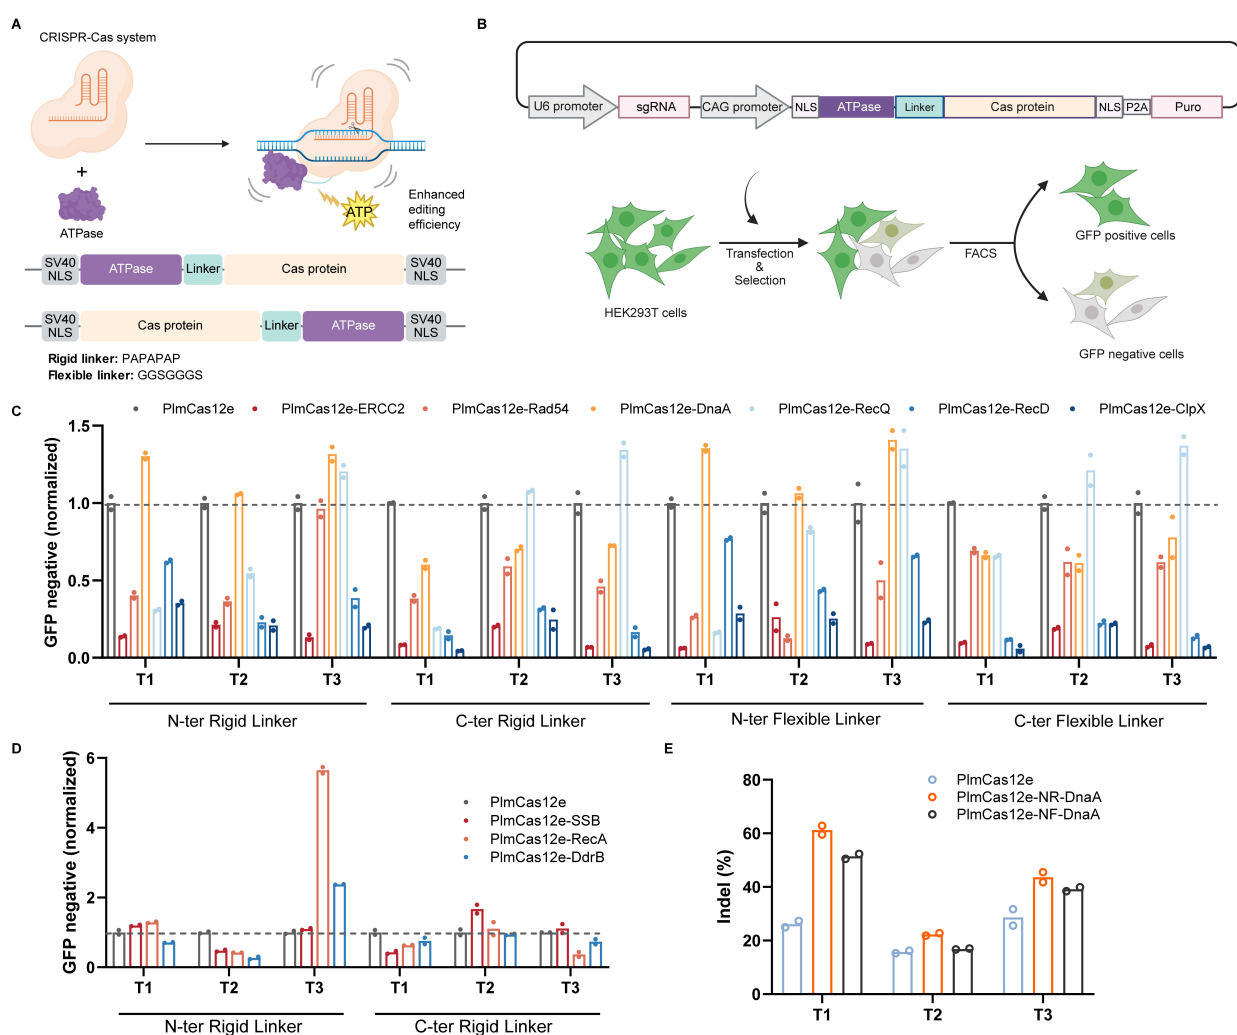 A
CRISPR-Cas system
+
ATPase
ATP
Enhanced
editing
efficiency
SV40
NLS
ATPase
Linker
Cas protein
SV40
NLS
SV40
NLS
Cas protein
Linker
ATPase
SV40
NLS
Rigid linker: PAPAPAP
Flexible linker: GGSGGGS
B
U6 promoter
sgRNA
CAG promoter
NLS
ATPase
Linker
Cas protein
NLS
P2A
Puro
HEK293T cells
Transfection
&
Selection
FACS
GFP positive cells
GFP negative cells
C
PlmCas12e
PlmCas12e-ERCC2
PlmCas12e-Rad54
PlmCas12e-DnaA
PlmCas12e-RecQ
PlmCas12e-RecD
PlmCas12e-ClpX
GFP negative (normalized)
1.5
1.0
0.5
0.0
T1
T2
T3
T1
T2
T3
T1
T2
T3
T1
T2
T3
N-ter Rigid Linker
C-ter Rigid Linker
N-ter Flexible Linker
C-ter Flexible Linker
D
GFP negative (normalized)
6
4
2
0
PlmCas12e
PlmCas12e-SSB
PlmCas12e-RecA
PlmCas12e-DdrB
T1
T2
T3
T1
T2
T3
N-ter Rigid Linker
C-ter Rigid Linker
E
Indel (%)
80
60
40
20
0
PlmCas12e
PlmCas12e-NR-DnaA
PlmCas12e-NF-DnaA
T1
T2
T3